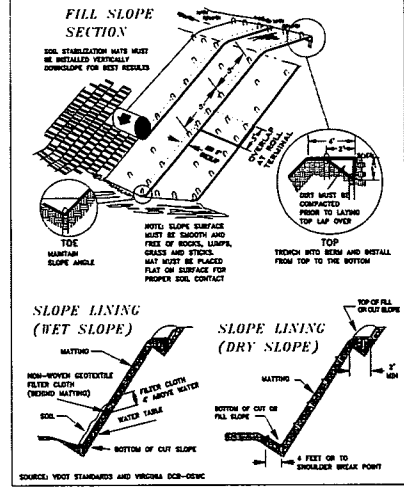 FILL SLOPE
SECTION
SOIL STABILIZATION MATS MUST
BE INSTALLED VERTICALLY
DOWNSLOPE FOR BEST RESULTS
OVERLAP
AT ROLL
TERMINAL
4'
2'
DIRT MUST BE
COMPACTED
PRIOR TO LAYING
TOP LAP OVER
TOE
MAINTAIN
SLOPE ANGLE
NOTE: SLOPE SURFACE
MUST BE SMOOTH AND
FREE OF ROCKS, LUMPS,
GRASS AND STICKS.
MAT MUST BE PLACED
FLAT ON SURFACE FOR
PROPER SOIL CONTACT
TOP
TRENCH INTO BERM AND INSTALL
FROM TOP TO THE BOTTOM
SLOPE LINING
(WET SLOPE)
MATTING
NON-WOVEN GEOTEXTILE
FILTER CLOTH
(BEHIND MATTING)
FILTER CLOTH
4' ABOVE WATER
WATER TABLE
SOIL
BOTTOM OF CUT SLOPE
SLOPE LINING
(DRY SLOPE)
TOP OF FILL
OR CUT SLOPE
MATTING
2'
MIN
BOTTOM OF CUT OR
FILL SLOPE
4 FEET OR TO
SHOULDER BREAK POINT
SOURCE: VDOT STANDARDS AND VIRGINIA DCR-DSWC